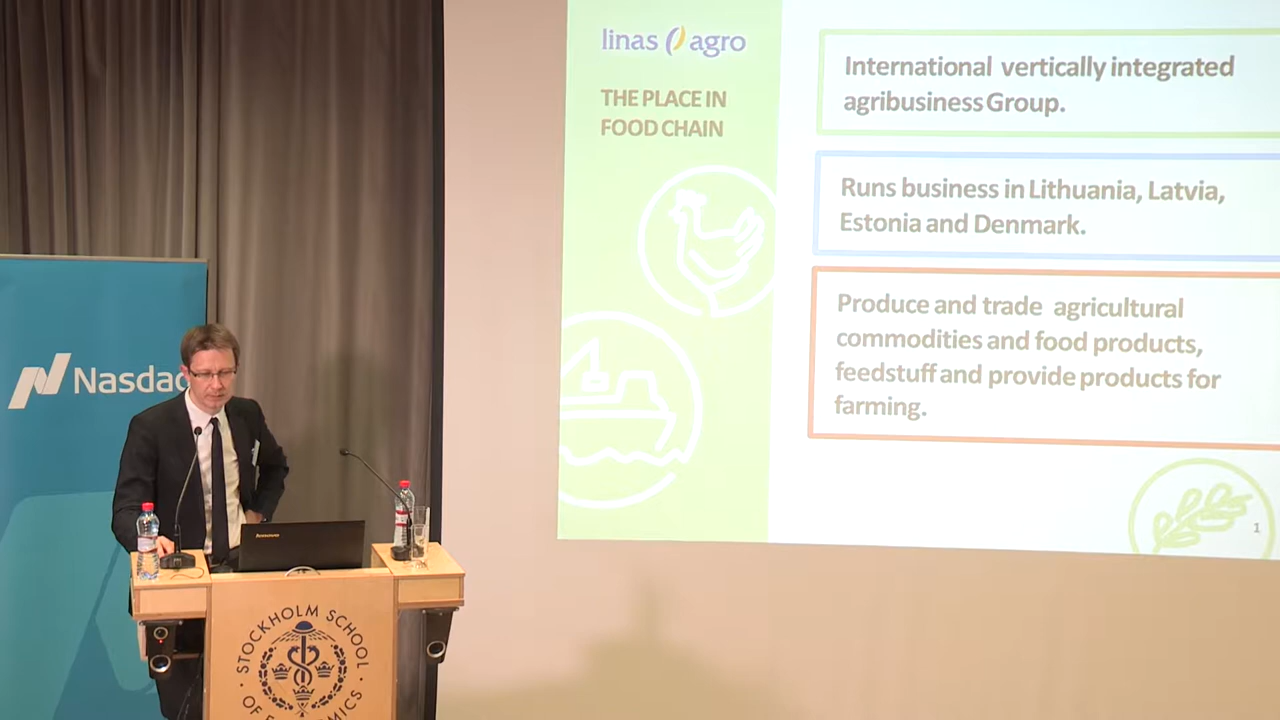 linas agro
THE PLACE IN
FOOD CHAIN
International vertically integrated
agribusiness Group.
Runs business in Lithuania, Latvia,
Estonia and Denmark.
Produce and trade agricultural
commodities and food products,
feedstuff and provide products for
farming.
1
Nasdaq
Lenovo
STOCKHOLM SCHOOL
OF ECONOMICS